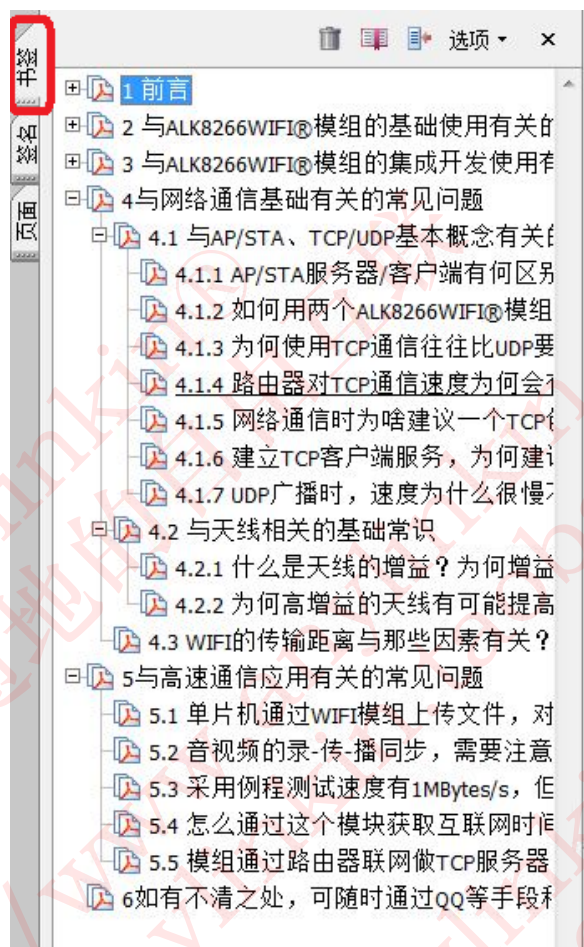 选项
书签
签名
页面
1 前言
2 与ALK8266WIFI®模组的基础使用有关的
3 与ALK8266WIFI®模组的集成开发使用有
4与网络通信基础有关的常见问题
4.1 与AP/STA、TCP/UDP基本概念有关的
4.1.1 AP/STA服务器/客户端有何区别
4.1.2 如何用两个ALK8266WIFI®模组
4.1.3 为何使用TCP通信往往比UDP要
4.1.4 路由器对TCP通信速度为何会有
4.1.5 网络通信时为啥建议一个TCP
4.1.6 建立TCP客户端服务，为何建议
4.1.7 UDP广播时，速度为什么很慢
4.2 与天线相关的基础常识
4.2.1 什么是天线的增益？为何增益
4.2.2 为何高增益的天线有可能提高
4.3 WIFI的传输距离与那些因素有关？
5与高速通信应用有关的常见问题
5.1 单片机通过WIFI模组上传文件，对
5.2 音视频的录-传-播同步，需要注意
5.3 采用例程测试速度有1MBytes/s，但
5.4 怎么通过这个模块获取互联网时间
5.5 模组通过路由器联网做TCP服务器
6如有不清之处，可随时通过QQ等手段和